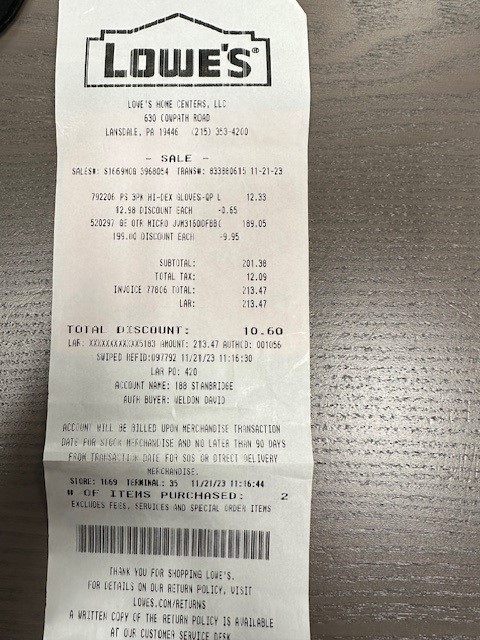 LOWE'S®
LOWE'S HOME CENTERS, LLC
630 COWPATH ROAD
LANSDALE, PA 19446 (215) 353-4200
- SALE -
SALES#: S1669MOB 3968054 TRANS#: 833880615 11-21-23
792206 PS 3PK HI-DEX GLOVES-QP L 12.33
12.98 DISCOUNT EACH -0.65
520297 GE OTR MICRO JVM3160DFBB( 189.05
199.00 DISCOUNT EACH -9.95
SUBTOTAL: 201.38
TOTAL TAX: 12.09
INVOICE 77806 TOTAL: 213.47
LAR: 213.47
TOTAL DISCOUNT: 10.60
LAR: XXXXXXXXXXXX5183 AMOUNT: 213.47 AUTHCD: 001056
SWIPED REFID:097792 11/21/23 11:16:30
LAR PO: 420
ACCOUNT NAME: 188 STANBRIDGE
AUTH BUYER: WELDON DAVID
ACCOUNT WILL BE BILLED UPON MERCHANDISE TRANSACTION
DATE FOR STOCK MERCHANDISE AND NO LATER THAN 90 DAYS
FROM TRANSACTION DATE FOR SOS OR DIRECT DELIVERY
MERCHANDISE.
STORE: 1669 TERMINAL: 35 11/21/23 11:16:44
# OF ITEMS PURCHASED: 2
EXCLUDES FEES, SERVICES AND SPECIAL ORDER ITEMS
THANK YOU FOR SHOPPING LOWE'S.
FOR DETAILS ON OUR RETURN POLICY, VISIT
LOWES.COM/RETURNS
A WRITTEN COPY OF THE RETURN POLICY IS AVAILABLE
AT OUR CUSTOMER SERVICE DESK